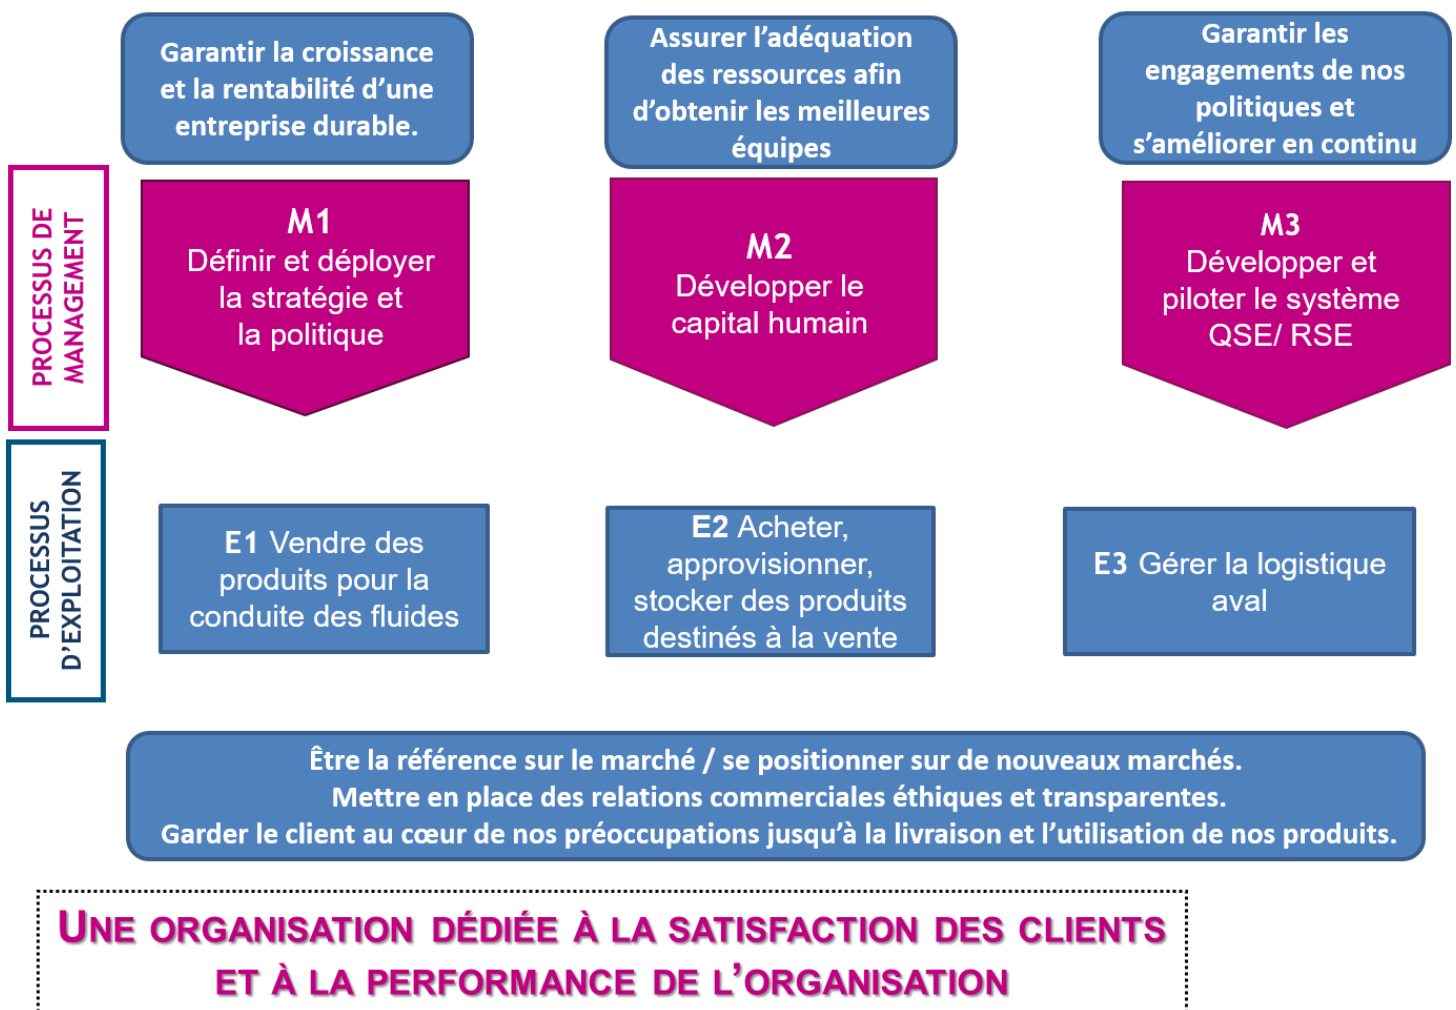 Garantir la croissance
et la rentabilité d’une
entreprise durable.
Assurer l’adéquation
des ressources afin
d’obtenir les meilleures
équipes
Garantir les
engagements de nos
politiques et
s’améliorer en continu
PROCESSUS DE
MANAGEMENT
M1
Définir et déployer
la stratégie et
la politique
M2
Développer le
capital humain
M3
Développer et
piloter le système
QSE/ RSE
PROCESSUS
D’EXPLOITATION
E1 Vendre des
produits pour la
conduite des fluides
E2 Acheter,
approvisionner,
stocker des produits
destinés à la vente
E3 Gérer la logistique
aval
Être la référence sur le marché / se positionner sur de nouveaux marchés.
Mettre en place des relations commerciales éthiques et transparentes.
Garder le client au cœur de nos préoccupations jusqu’à la livraison et l’utilisation de nos produits.
UNE ORGANISATION DÉDIÉE À LA SATISFACTION DES CLIENTS
ET À LA PERFORMANCE DE L’ORGANISATION